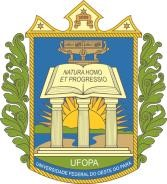 NATURA, HOMO
ET PROGRESSIO
UFOPA
UNIVERSIDADE FEDERAL DO OESTE DO PARÁ